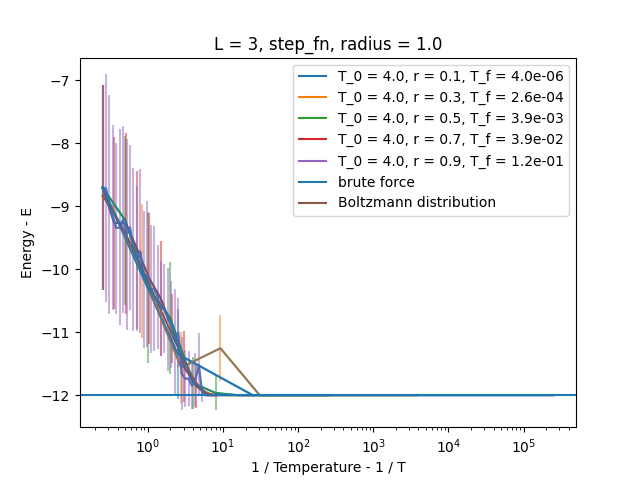 L = 3, step_fn, radius = 1.0
T_0 = 4.0, r = 0.1, T_f = 4.0e-06
T_0 = 4.0, r = 0.3, T_f = 2.6e-04
T_0 = 4.0, r = 0.5, T_f = 3.9e-03
T_0 = 4.0, r = 0.7, T_f = 3.9e-02
T_0 = 4.0, r = 0.9, T_f = 1.2e-01
brute force
Boltzmann distribution
Energy - E
−7
−8
−9
−10
−11
−12
10⁰ 10¹ 10² 10³ 10⁴ 10⁵
1 / Temperature - 1 / T